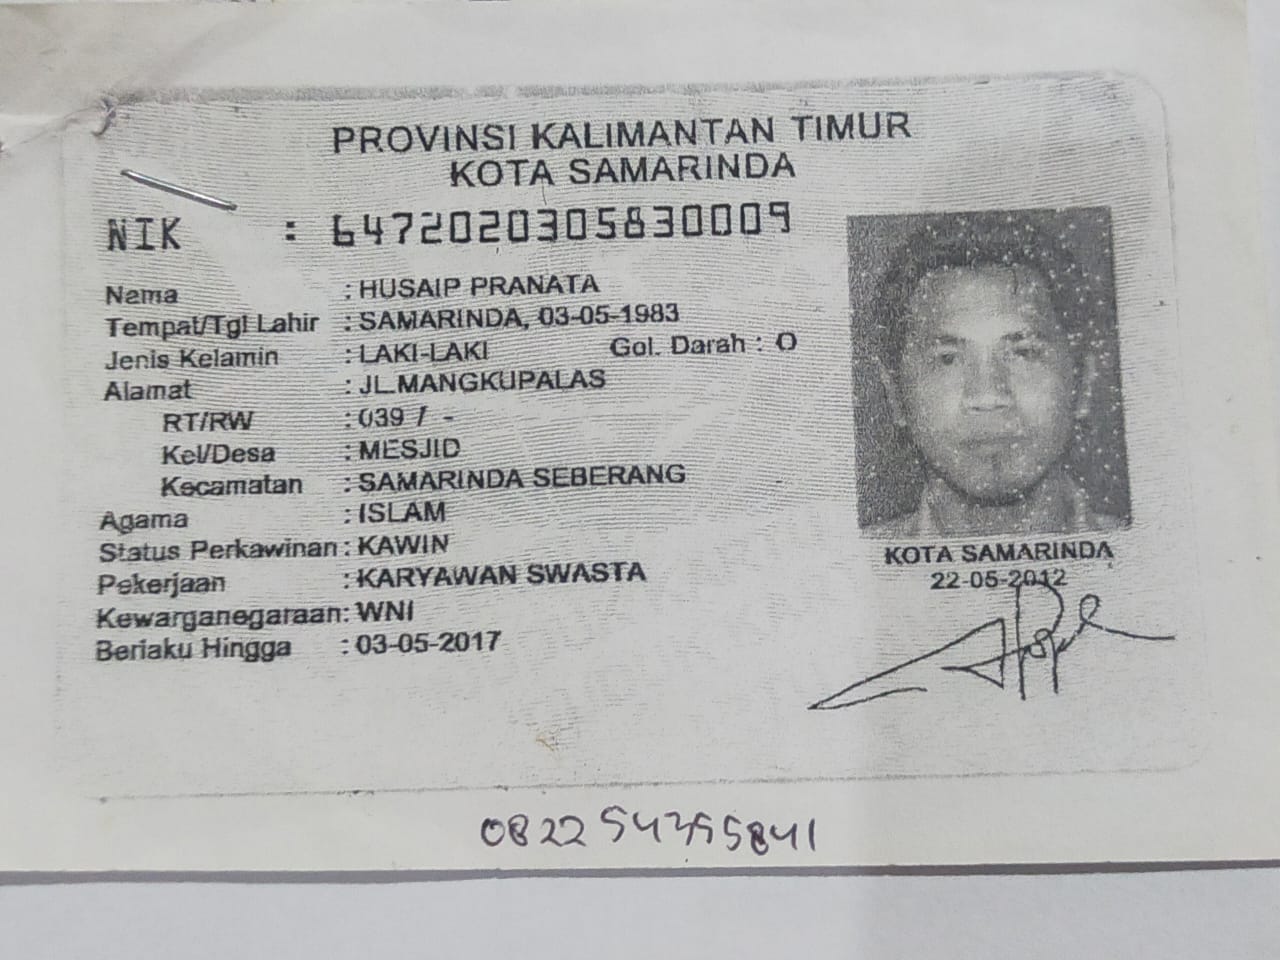 PROVINSI KALIMANTAN TIMUR
KOTA SAMARINDA
NIK : 6472020305830009
Nama : HUSAIP PRANATA
Tempat/Tgl Lahir : SAMARINDA, 03-05-1983
Jenis Kelamin : LAKI-LAKI Gol. Darah : O
Alamat : JL.MANGKUPALAS
RT/RW : 039 / -
Kel/Desa : MESJID
Kecamatan : SAMARINDA SEBERANG
Agama : ISLAM
Status Perkawinan : KAWIN
Pekerjaan : KARYAWAN SWASTA
Kewarganegaraan: WNI
Berlaku Hingga : 03-05-2017
KOTA SAMARINDA
22-05-2012